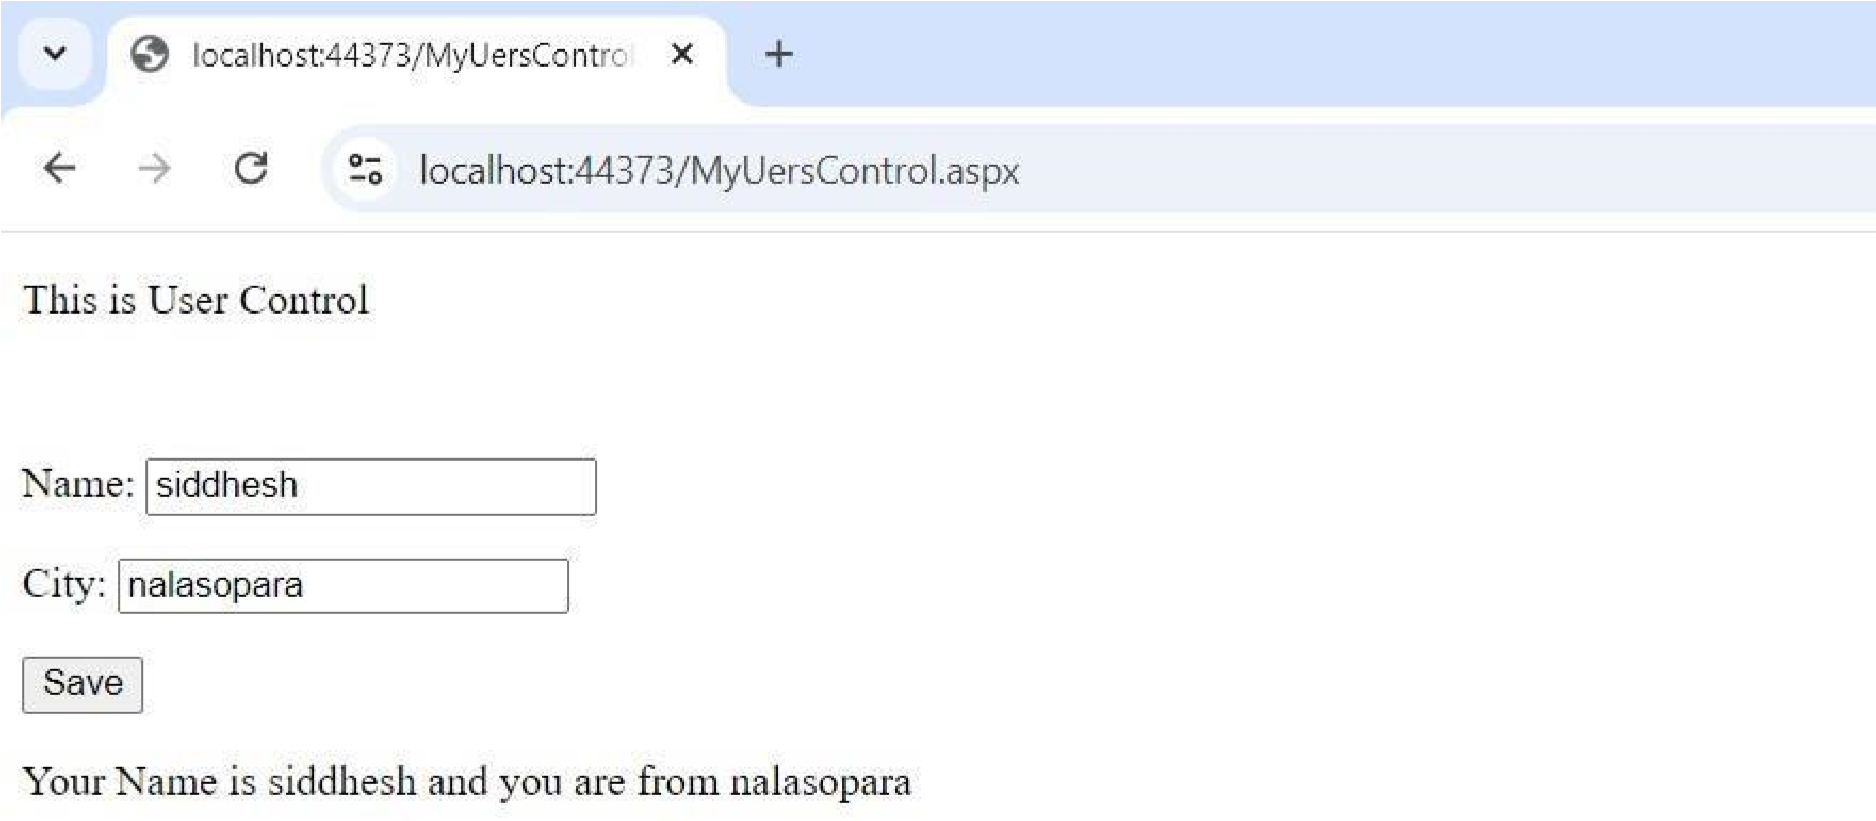 localhost:44373/MyUersControl
localhost:44373/MyUersControl.aspx
This is User Control
Name: siddhesh
City: nalasopara
Save
Your Name is siddhesh and you are from nalasopara